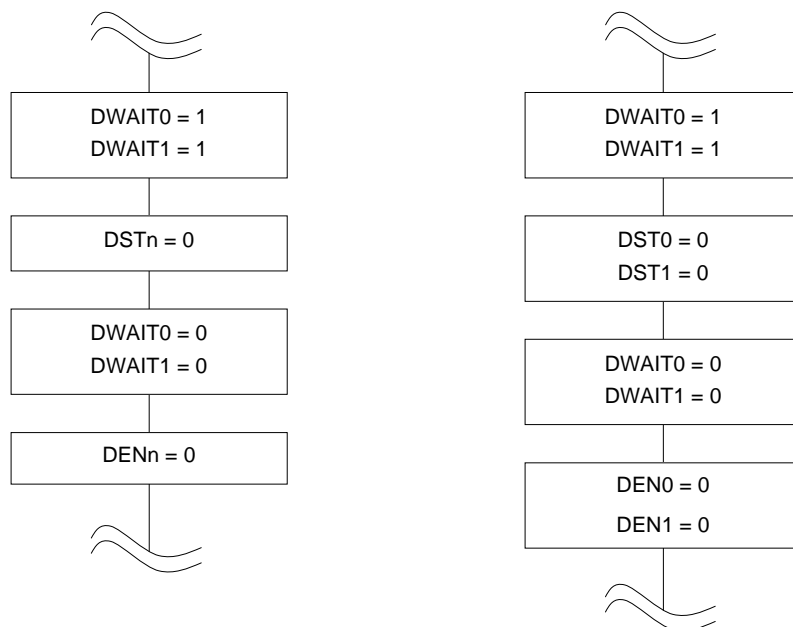 DWAIT0 = 1
DWAIT1 = 1
DSTn = 0
DWAIT0 = 0
DWAIT1 = 0
DENn = 0
DWAIT0 = 1
DWAIT1 = 1
DST0 = 0
DST1 = 0
DWAIT0 = 0
DWAIT1 = 0
DEN0 = 0
DEN1 = 0